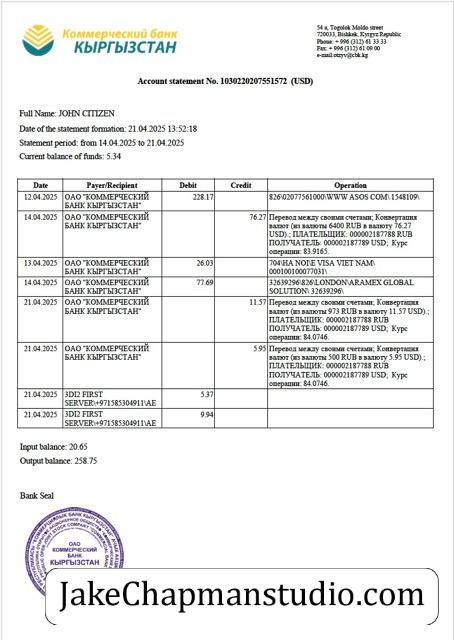 Коммерческий банк
КЫРГЫЗСТАН
54 a, Togolok Moldo street
720033, Bishkek, Kyrgyz Republic
Phone: + 996 (312) 61 33 33
Fax: + 996 (312) 61 09 00
e-mail:otzyv@cbk.kg
Account statement No. 1030220207551572 (USD)
Full Name: JOHN CITIZEN
Date of the statement formation: 21.04.2025 13:52:18
Statement period: from 14.04.2025 to 21.04.2025
Current balance of funds: 5.34
Date Payer/Recipient Debit Credit Operation
12.04.2025 ОАО "КОММЕРЧЕСКИЙ 228.17 826\02077561000\WWW ASOS COM\1548109\
БАНК КЫРГЫЗСТАН"
14.04.2025 ОАО "КОММЕРЧЕСКИЙ 76.27 Перевод между своими счетами; Конвертация
БАНК КЫРГЫЗСТАН" валют (из валюты 6400 RUB в валюту 76.27
USD).; ПЛАТЕЛЬЩИК: 000002187788 RUB
ПОЛУЧАТЕЛЬ: 000002187789 USD; Курс
операции: 83.9165.
13.04.2025 ОАО "КОММЕРЧЕСКИЙ 26.03 704\HA NOI\E VISA VIET NAM\
БАНК КЫРГЫЗСТАН" 000100100077031\
14.04.2025 ОАО "КОММЕРЧЕСКИЙ 77.69 32639296\826\LONDON\ARAMEX GLOBAL
БАНК КЫРГЫЗСТАН" SOLUTION\ 32639296\
21.04.2025 ОАО "КОММЕРЧЕСКИЙ 11.57 Перевод между своими счетами; Конвертация
БАНК КЫРГЫЗСТАН" валют (из валюты 973 RUB в валюту 11.57 USD).;
ПЛАТЕЛЬЩИК: 000002187788 RUB
ПОЛУЧАТЕЛЬ: 000002187789 USD; Курс
операции: 84.0746.
21.04.2025 ОАО "КОММЕРЧЕСКИЙ 5.95 Перевод между своими счетами; Конвертация
БАНК КЫРГЫЗСТАН" валют (из валюты 500 RUB в валюту 5.95 USD).;
ПЛАТЕЛЬЩИК: 000002187788 RUB
ПОЛУЧАТЕЛЬ: 000002187789 USD; Курс
операции: 84.0746.
21.04.2025 3DI2 FIRST 5.37
SERVER\+971585304911\AE
21.04.2025 3DI2 FIRST 9.94
SERVER\+971585304911\AE
Input balance: 20.65
Output balance: 258.75
Bank Seal
ОАО
КОММЕРЧЕСКИЙ
БАНК
КЫРГЫЗСТАН
JakeChapmanstudio.com